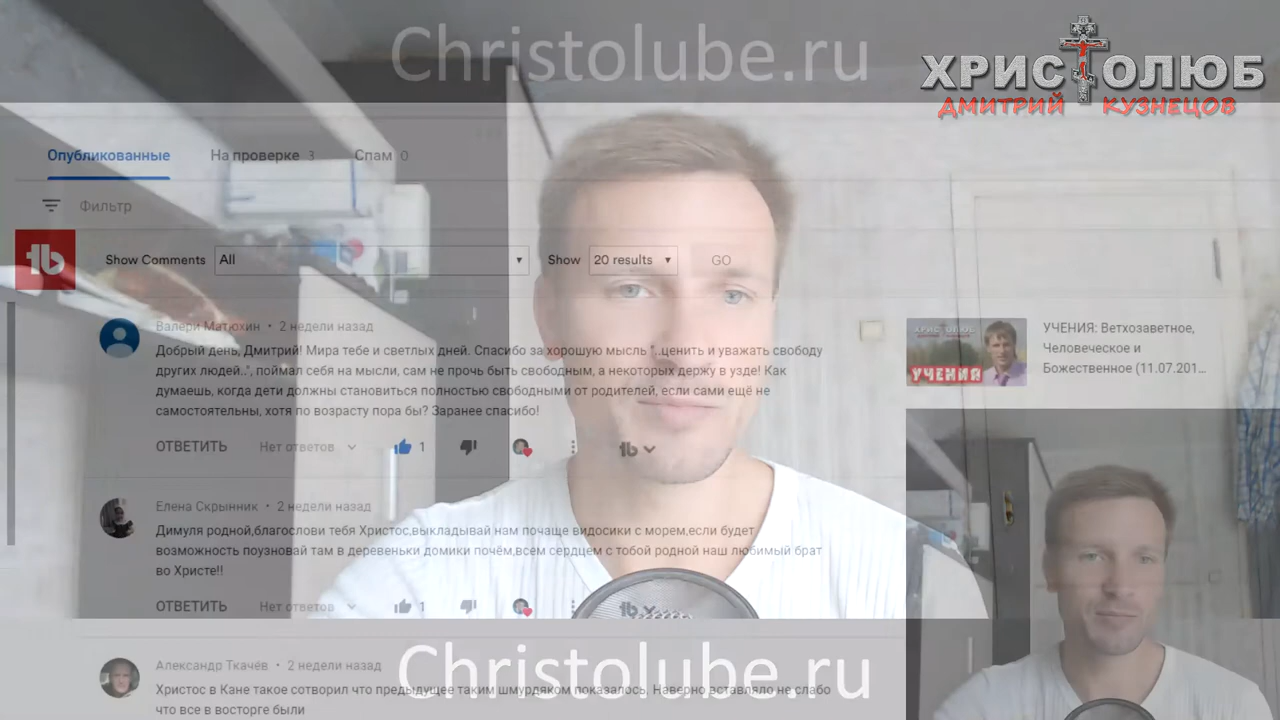 Christolube.ru
ХРИСТОЛЮБ
ДМИТРИЙ КУЗНЕЦОВ
Опубликованные На проверке 3 Спам 0
Фильтр
tb Show Comments All Show 20 results GO
Валери Матюхин • 2 недели назад
Добрый день, Дмитрий! Мира тебе и светлых дней. Спасибо за хорошую мысль "..ценить и уважать свободу
других людей..", поймал себя на мысли, сам не прочь быть свободным, а некоторых держу в узде! Как
думаешь, когда дети должны становиться полностью свободными от родителей, если сами ещё не
самостоятельны, хотя по возрасту пора бы? Заранее спасибо!
ОТВЕТИТЬ Нет ответов 1 tb
ХРИСТОЛЮБ
УЧЕНИЯ
УЧЕНИЯ: Ветхозаветное,
Человеческое и
Божественное (11.07.201...
Елена Скрынник • 2 недели назад
Димуля родной,благослови тебя Христос,выкладывай нам почаще видосики с морем,если будет
возможность поузновай там в деревеньки домики почём,всем сердцем с тобой родной наш любимый брат
во Христе!!
ОТВЕТИТЬ Нет ответов 1 tb
Александр Ткачёв • 2 недели назад
Христос в Кане такое сотворил что предыдущее таким шмурдяком показалось. Наверно вставляло не слабо
что все в восторге были
Christolube.ru